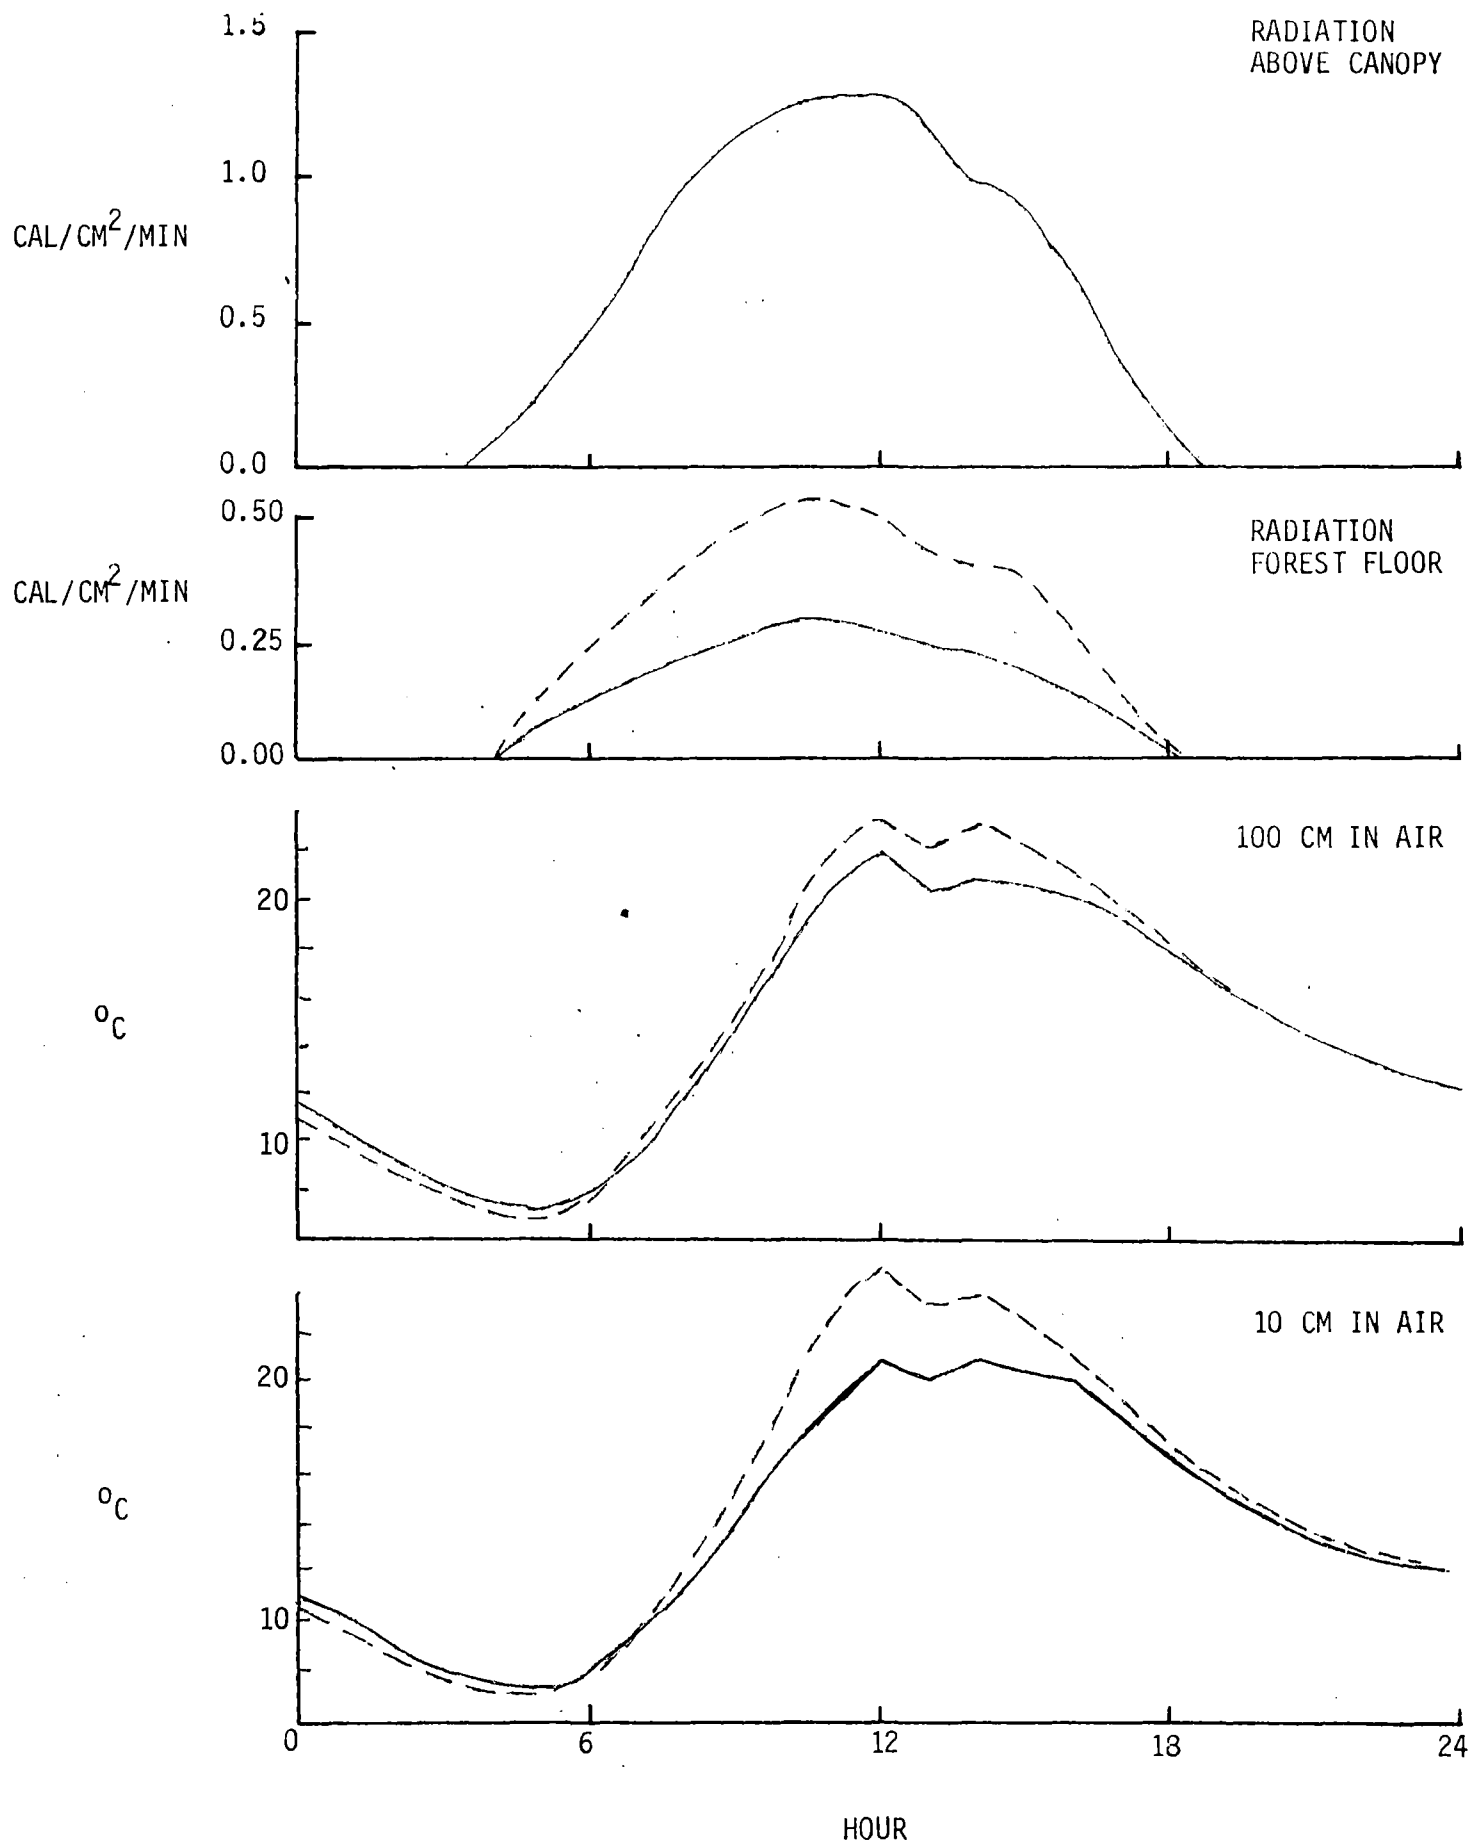 1.5
RADIATION
ABOVE CANOPY
1.0
CAL/CM2/MIN
0.5
0.0
0.50
RADIATION
FOREST FLOOR
CAL/CM2/MIN
0.25
0.00
100 CM IN AIR
20
°C
10
10 CM IN AIR
20
°C
10
0 6 12 18 24
HOUR